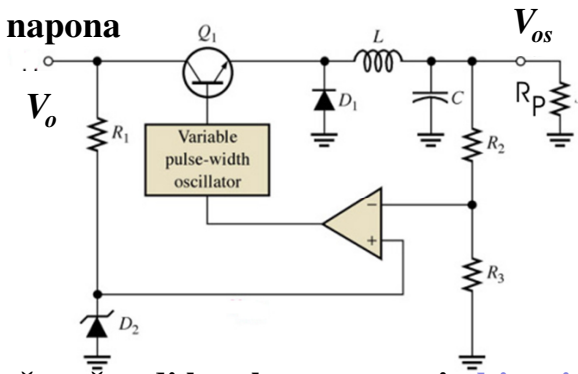 napona
Q1
L
Vos
Vo
R1
D1
C
RP
Variable
pulse-width
oscillator
R2
−
+
R3
D2